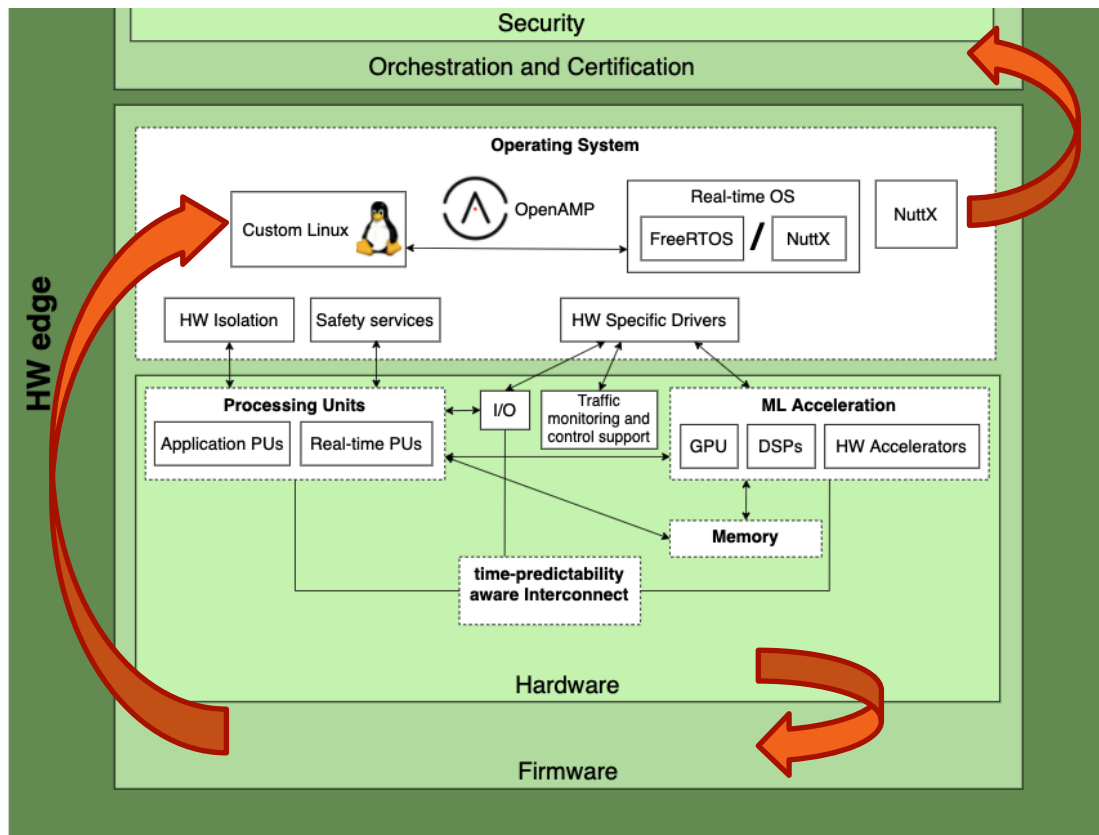 Security
Orchestration and Certification
HW edge
Operating System
Custom Linux
OpenAMP
Real-time OS
FreeRTOS
/
NuttX
NuttX
HW Isolation
Safety services
HW Specific Drivers
Processing Units
Application PUs
Real-time PUs
I/O
Traffic
monitoring and
control support
ML Acceleration
GPU
DSPs
HW Accelerators
Memory
time-predictability
aware Interconnect
Hardware
Firmware